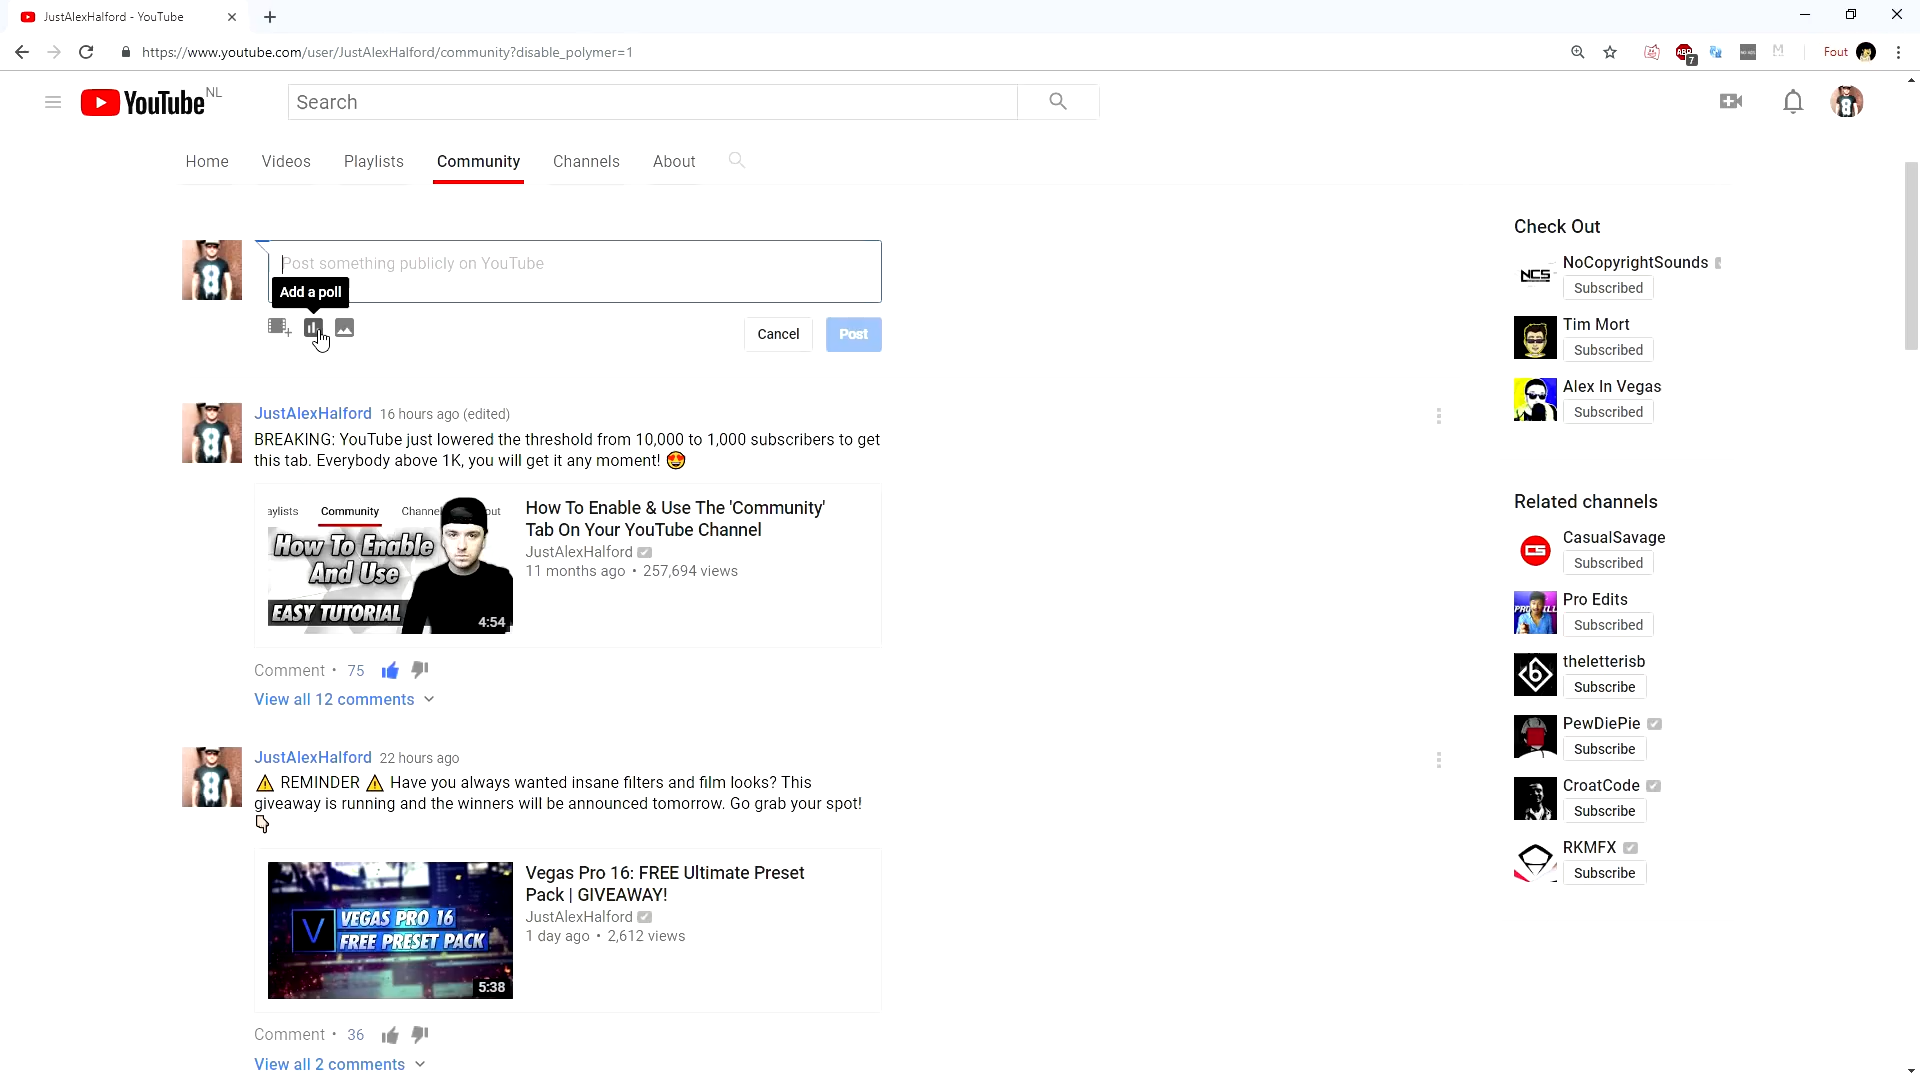 JustAlexHalford - YouTube
https://www.youtube.com/user/JustAlexHalford/community?disable_polymer=1
ABP
7
Fout
YouTube NL
Search
Home
Videos
Playlists
Community
Channels
About
Post something publicly on YouTube
Add a poll
Cancel
Post
JustAlexHalford 16 hours ago (edited)
BREAKING: YouTube just lowered the threshold from 10,000 to 1,000 subscribers to get
this tab. Everybody above 1K, you will get it any moment! 😍
aylists Community Channel out
How To Enable
And Use
EASY TUTORIAL
4:54
How To Enable & Use The 'Community'
Tab On Your YouTube Channel
JustAlexHalford
11 months ago • 257,694 views
Comment • 75
View all 12 comments
JustAlexHalford 22 hours ago
⚠ REMINDER ⚠ Have you always wanted insane filters and film looks? This
giveaway is running and the winners will be announced tomorrow. Go grab your spot!
👇
V
VEGAS PRO 16
FREE PRESET PACK
5:38
Vegas Pro 16: FREE Ultimate Preset
Pack | GIVEAWAY!
JustAlexHalford
1 day ago • 2,612 views
Comment • 36
View all 2 comments
Check Out
NCS
NoCopyrightSounds
Subscribed
Tim Mort
Subscribed
Alex In Vegas
Subscribed
Related channels
CS
CasualSavage
Subscribed
Pro Edits
Subscribed
theletterisb
Subscribe
PewDiePie
Subscribe
CroatCode
Subscribe
RKMFX
Subscribe